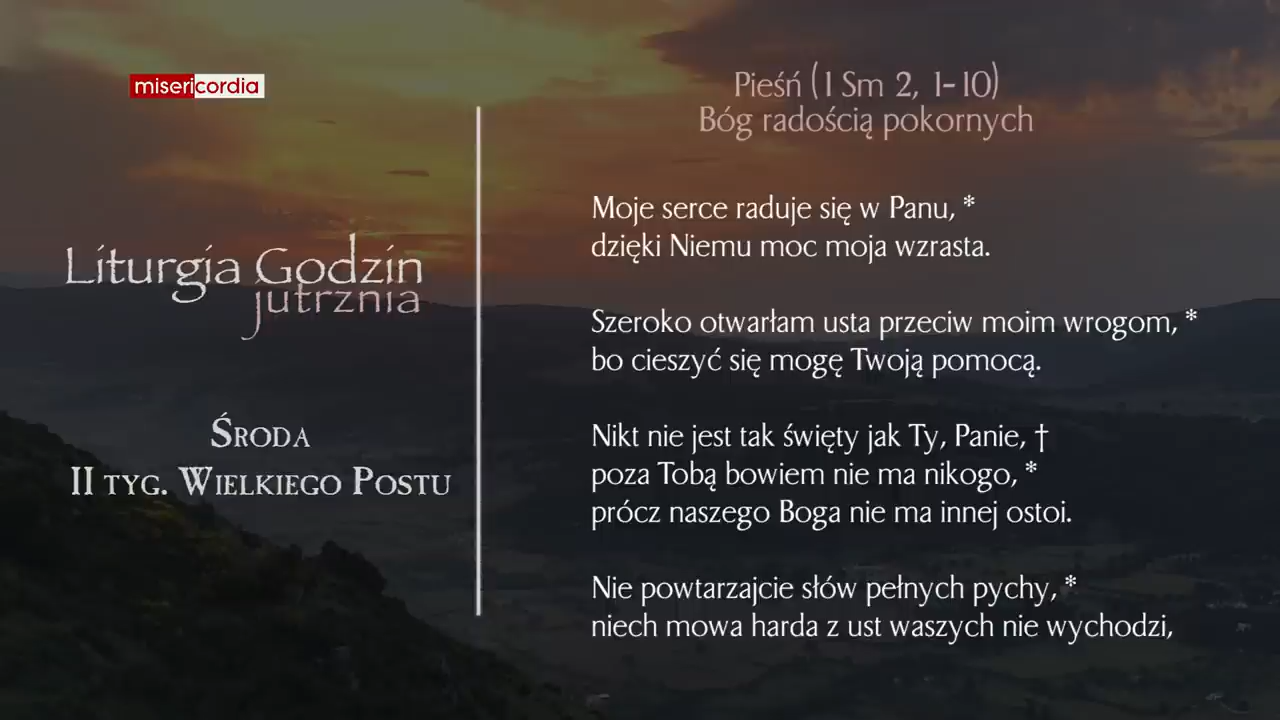 misericordia
Liturgia Godzin
jutrznia
Środa
II tyg. Wielkiego Postu
Pieśń (1 Sm 2, 1-10)
Bóg radością pokornych
Moje serce raduje się w Panu, *
dzięki Niemu moc moja wzrasta.
Szeroko otwarłam usta przeciw moim wrogom, *
bo cieszyć się mogę Twoją pomocą.
Nikt nie jest tak święty jak Ty, Panie, †
poza Tobą bowiem nie ma nikogo, *
prócz naszego Boga nie ma innej ostoi.
Nie powtarzajcie słów pełnych pychy, *
niech mowa harda z ust waszych nie wychodzi,